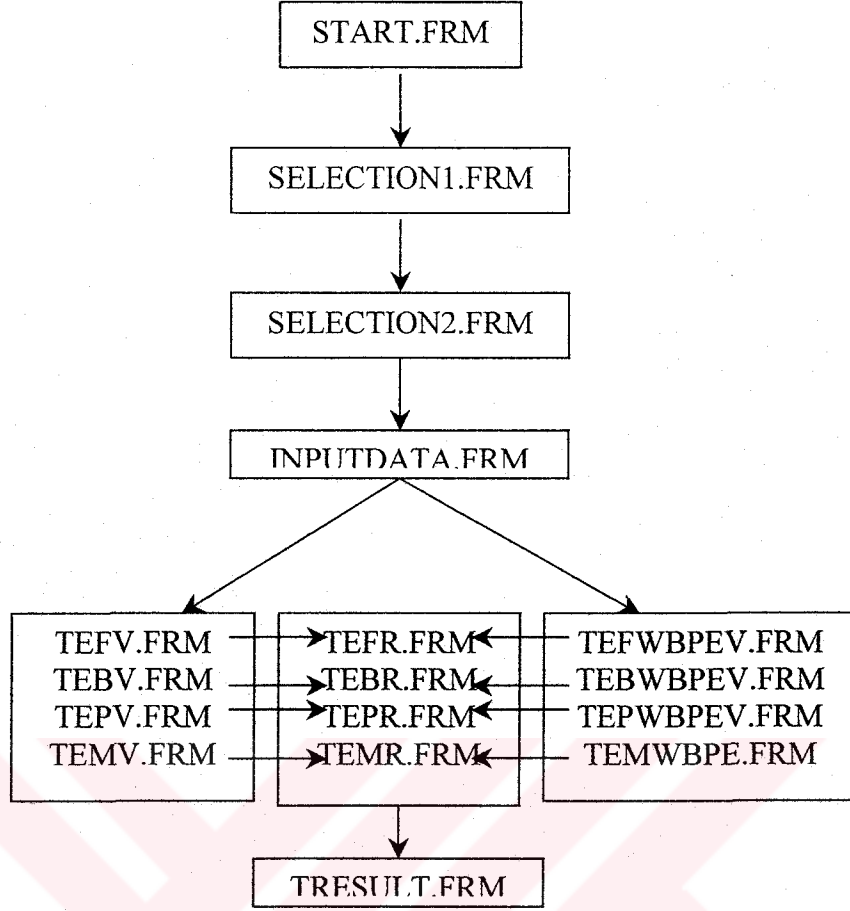 START.FRM
SELECTION1.FRM
SELECTION2.FRM
INPUTDATA.FRM
TEFV.FRM
TEBV.FRM
TEPV.FRM
TEMV.FRM
TEFR.FRM
TEBR.FRM
TEPR.FRM
TEMR.FRM
TEFWBPEV.FRM
TEBWBPEV.FRM
TEPWBPEV.FRM
TEMWBPE.FRM
TRESULT.FRM